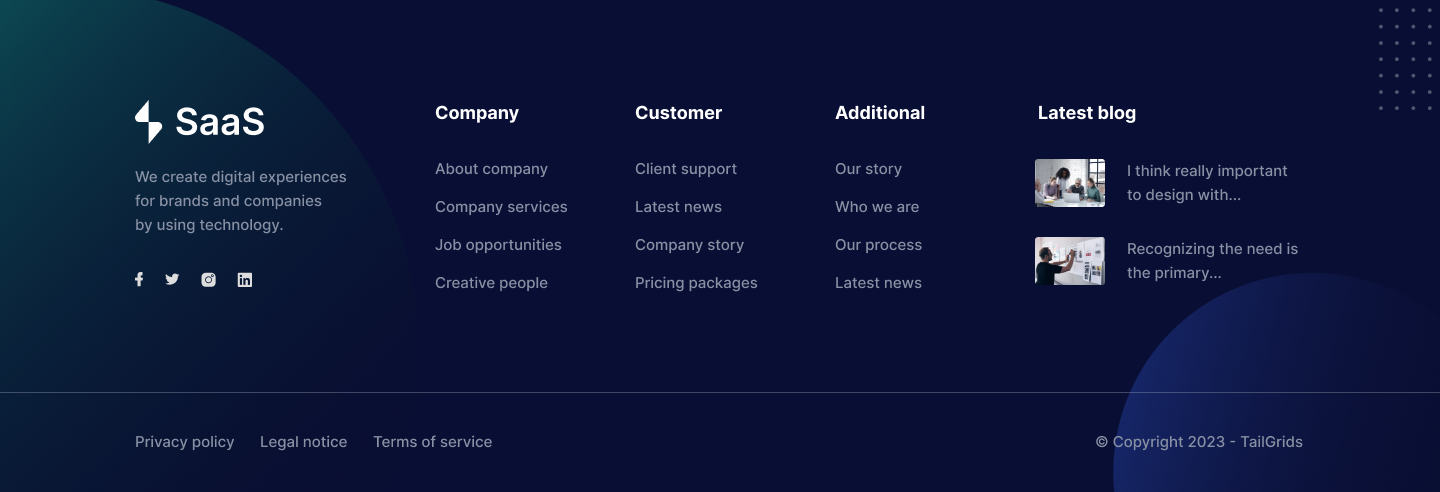 SaaS
We create digital experiences
for brands and companies
by using technology.
Company
About company
Company services
Job opportunities
Creative people
Customer
Client support
Latest news
Company story
Pricing packages
Additional
Our story
Who we are
Our process
Latest news
Latest blog
I think really important
to design with...
Recognizing the need is
the primary...
Privacy policy
Legal notice
Terms of service
© Copyright 2023 - TailGrids